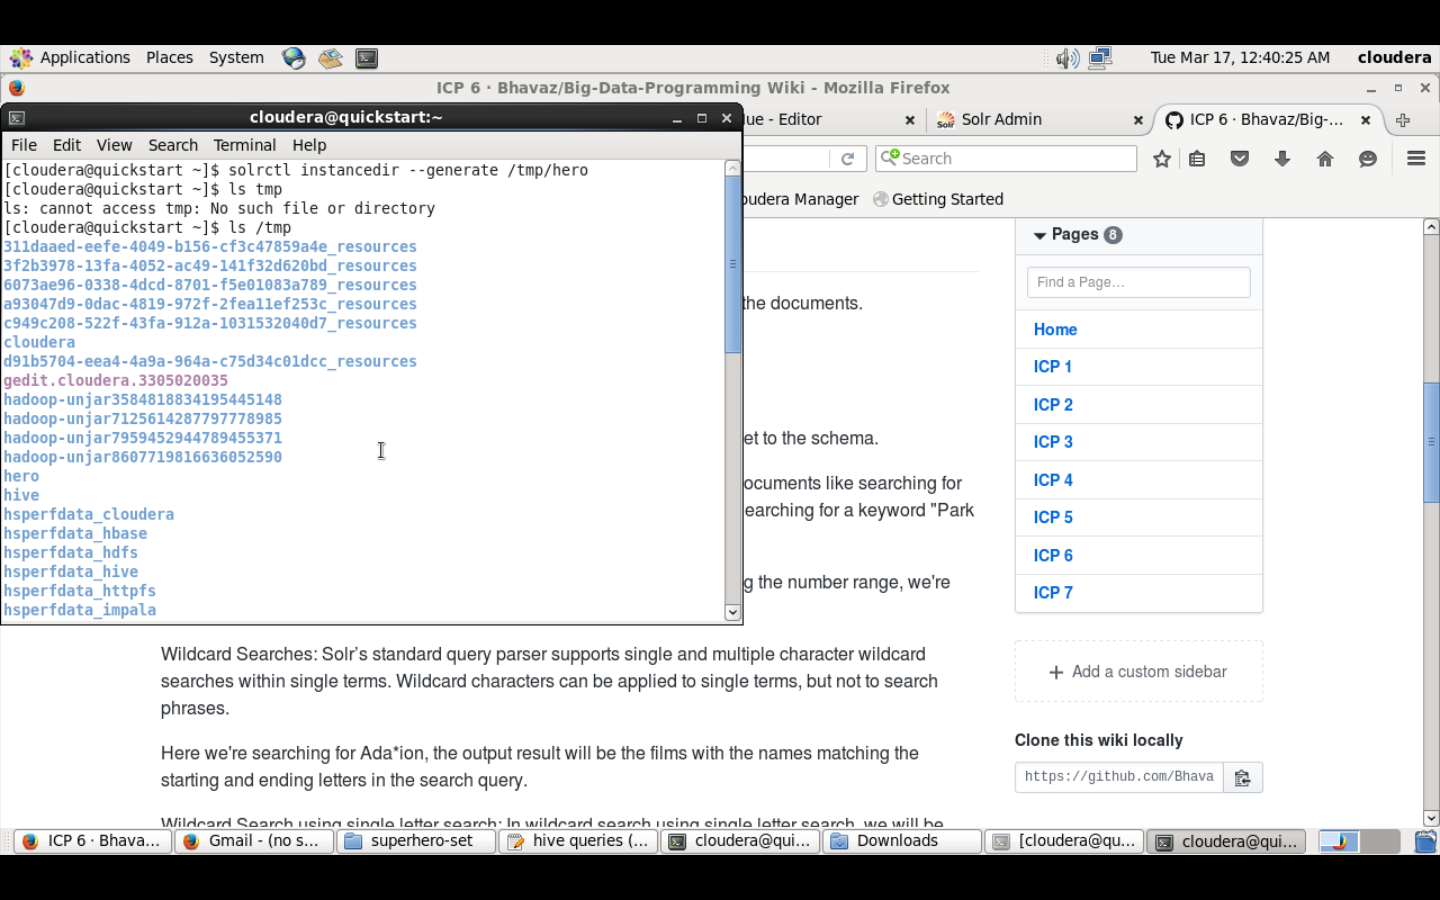 Applications Places System Tue Mar 17, 12:40:25 AM cloudera
ICP 6 · Bhavaz/Big-Data-Programming Wiki - Mozilla Firefox
cloudera@quickstart:~
ue - Editor
Solr Admin
ICP 6 · Bhavaz/Big-...
File Edit View Search Terminal Help
Search
Cloudera Manager
Getting Started
[cloudera@quickstart ~]$ solrctl instancedir --generate /tmp/hero
[cloudera@quickstart ~]$ ls tmp
ls: cannot access tmp: No such file or directory
[cloudera@quickstart ~]$ ls /tmp
311daaed-eefe-4049-b156-cf3c47859a4e_resources
3f2b3978-13fa-4052-ac49-141f32d620bd_resources
6073ae96-0338-4dcd-8701-f5e01083a789_resources
a93047d9-0dac-4819-972f-2fea11ef253c_resources
c949c208-522f-43fa-912a-1031532040d7_resources
cloudera
d91b5704-eea4-4a9a-964a-c75d34c01dcc_resources
gedit.cloudera.3305020035
hadoop-unjar3584818834195445148
hadoop-unjar7125614287797778985
hadoop-unjar7959452944789455371
hadoop-unjar8607719816636052590
hero
hive
hsperfdata_cloudera
hsperfdata_hbase
hsperfdata_hdfs
hsperfdata_hive
hsperfdata_httpfs
hsperfdata_impala
the documents.
et to the schema.
ocuments like searching for
earching for a keyword "Park
g the number range, we're
Wildcard Searches: Solr's standard query parser supports single and multiple character wildcard
searches within single terms. Wildcard characters can be applied to single terms, but not to search
phrases.
Here we're searching for Ada*ion, the output result will be the films with the names matching the
starting and ending letters in the search query.
Wildcard Search using single letter search: In wildcard search using single letter search, we will be
Pages 8
Find a Page...
Home
ICP 1
ICP 2
ICP 3
ICP 4
ICP 5
ICP 6
ICP 7
+ Add a custom sidebar
Clone this wiki locally
https://github.com/Bhava
ICP 6 · Bhava...
Gmail - (no s...
superhero-set
hive queries (...
cloudera@qui...
Downloads
[cloudera@qu...
cloudera@qui...